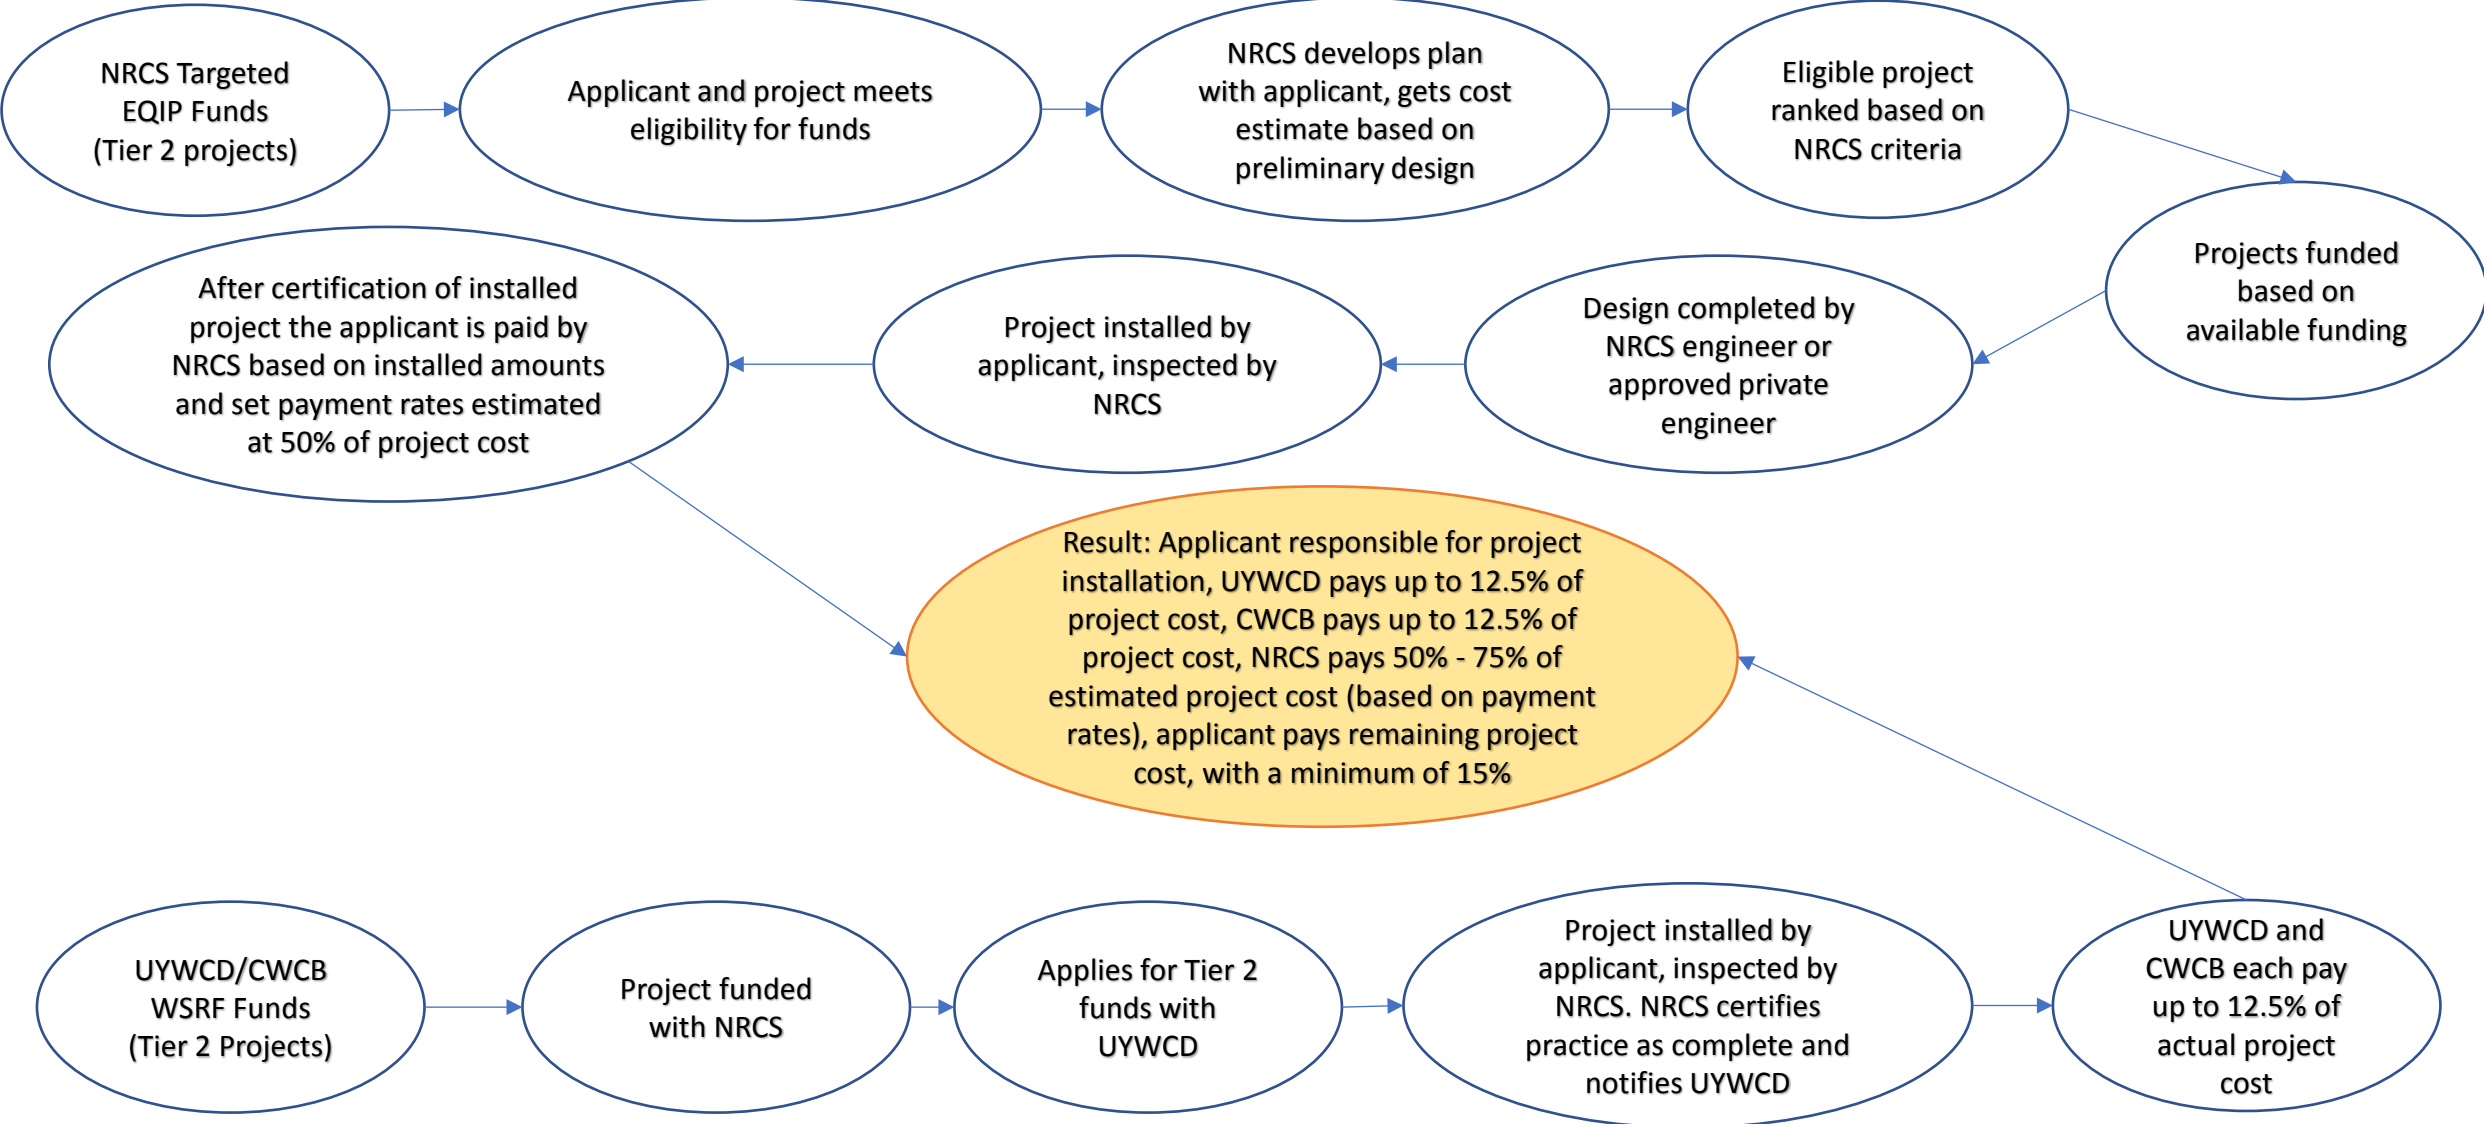 NRCS Targeted
EQIP Funds
(Tier 2 projects)
Applicant and project meets
eligibility for funds
NRCS develops plan
with applicant, gets cost
estimate based on
preliminary design
Eligible project
ranked based on
NRCS criteria
Projects funded
based on
available funding
Design completed by
NRCS engineer or
approved private
engineer
Project installed by
applicant, inspected by
NRCS
After certification of installed
project the applicant is paid by
NRCS based on installed amounts
and set payment rates estimated
at 50% of project cost
Result: Applicant responsible for project
installation, UYWCD pays up to 12.5% of
project cost, CWCB pays up to 12.5% of
project cost, NRCS pays 50% - 75% of
estimated project cost (based on payment
rates), applicant pays remaining project
cost, with a minimum of 15%
UYWCD/CWCB
WSRF Funds
(Tier 2 Projects)
Project funded
with NRCS
Applies for Tier 2
funds with
UYWCD
Project installed by
applicant, inspected by
NRCS. NRCS certifies
practice as complete and
notifies UYWCD
UYWCD and
CWCB each pay
up to 12.5% of
actual project
cost